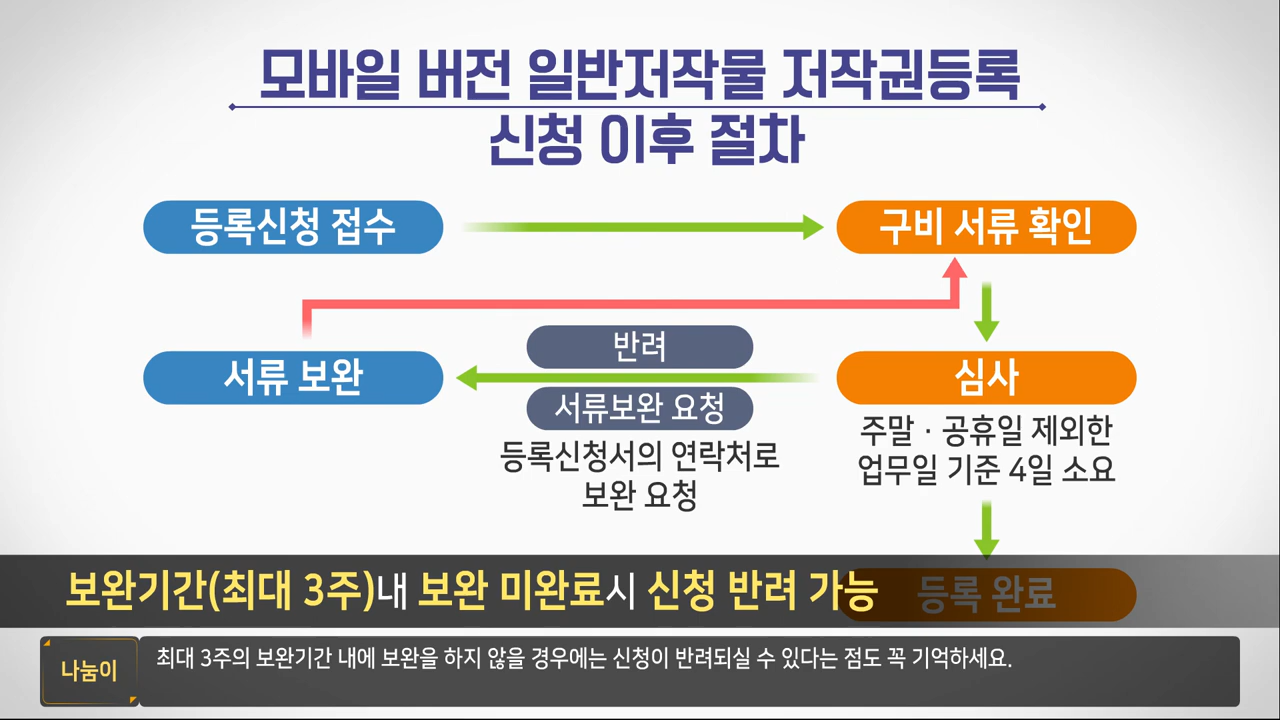 모바일 버전 일반저작물 저작권등록
신청 이후 절차
등록신청 접수
구비 서류 확인
반려
서류 보완
심사
서류보완 요청
등록신청서의 연락처로
보완 요청
주말 · 공휴일 제외한
업무일 기준 4일 소요
보완기간(최대 3주)내 보완 미완료시 신청 반려 가능
등록 완료
나눔이
최대 3주의 보완기간 내에 보완을 하지 않을 경우에는 신청이 반려되실 수 있다는 점도 꼭 기억하세요.